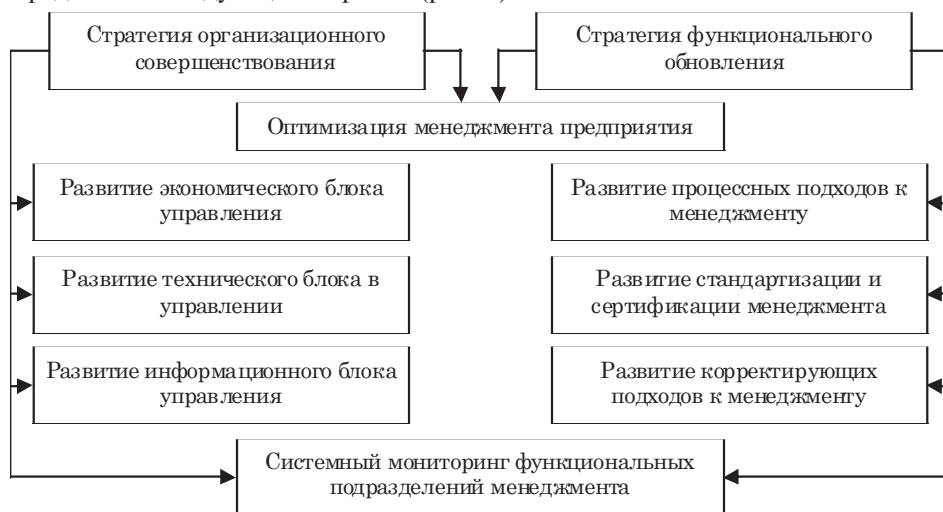 Стратегия организационного
совершенствования
Стратегия функционального
обновления
Оптимизация менеджмента предприятия
Развитие экономического блока
управления
Развитие процессных подходов к
менеджменту
Развитие технического блока в
управлении
Развитие стандартизации и
сертификации менеджмента
Развитие информационного блока
управления
Развитие корректирующих
подходов к менеджменту
Системный мониторинг функциональных
подразделений менеджмента